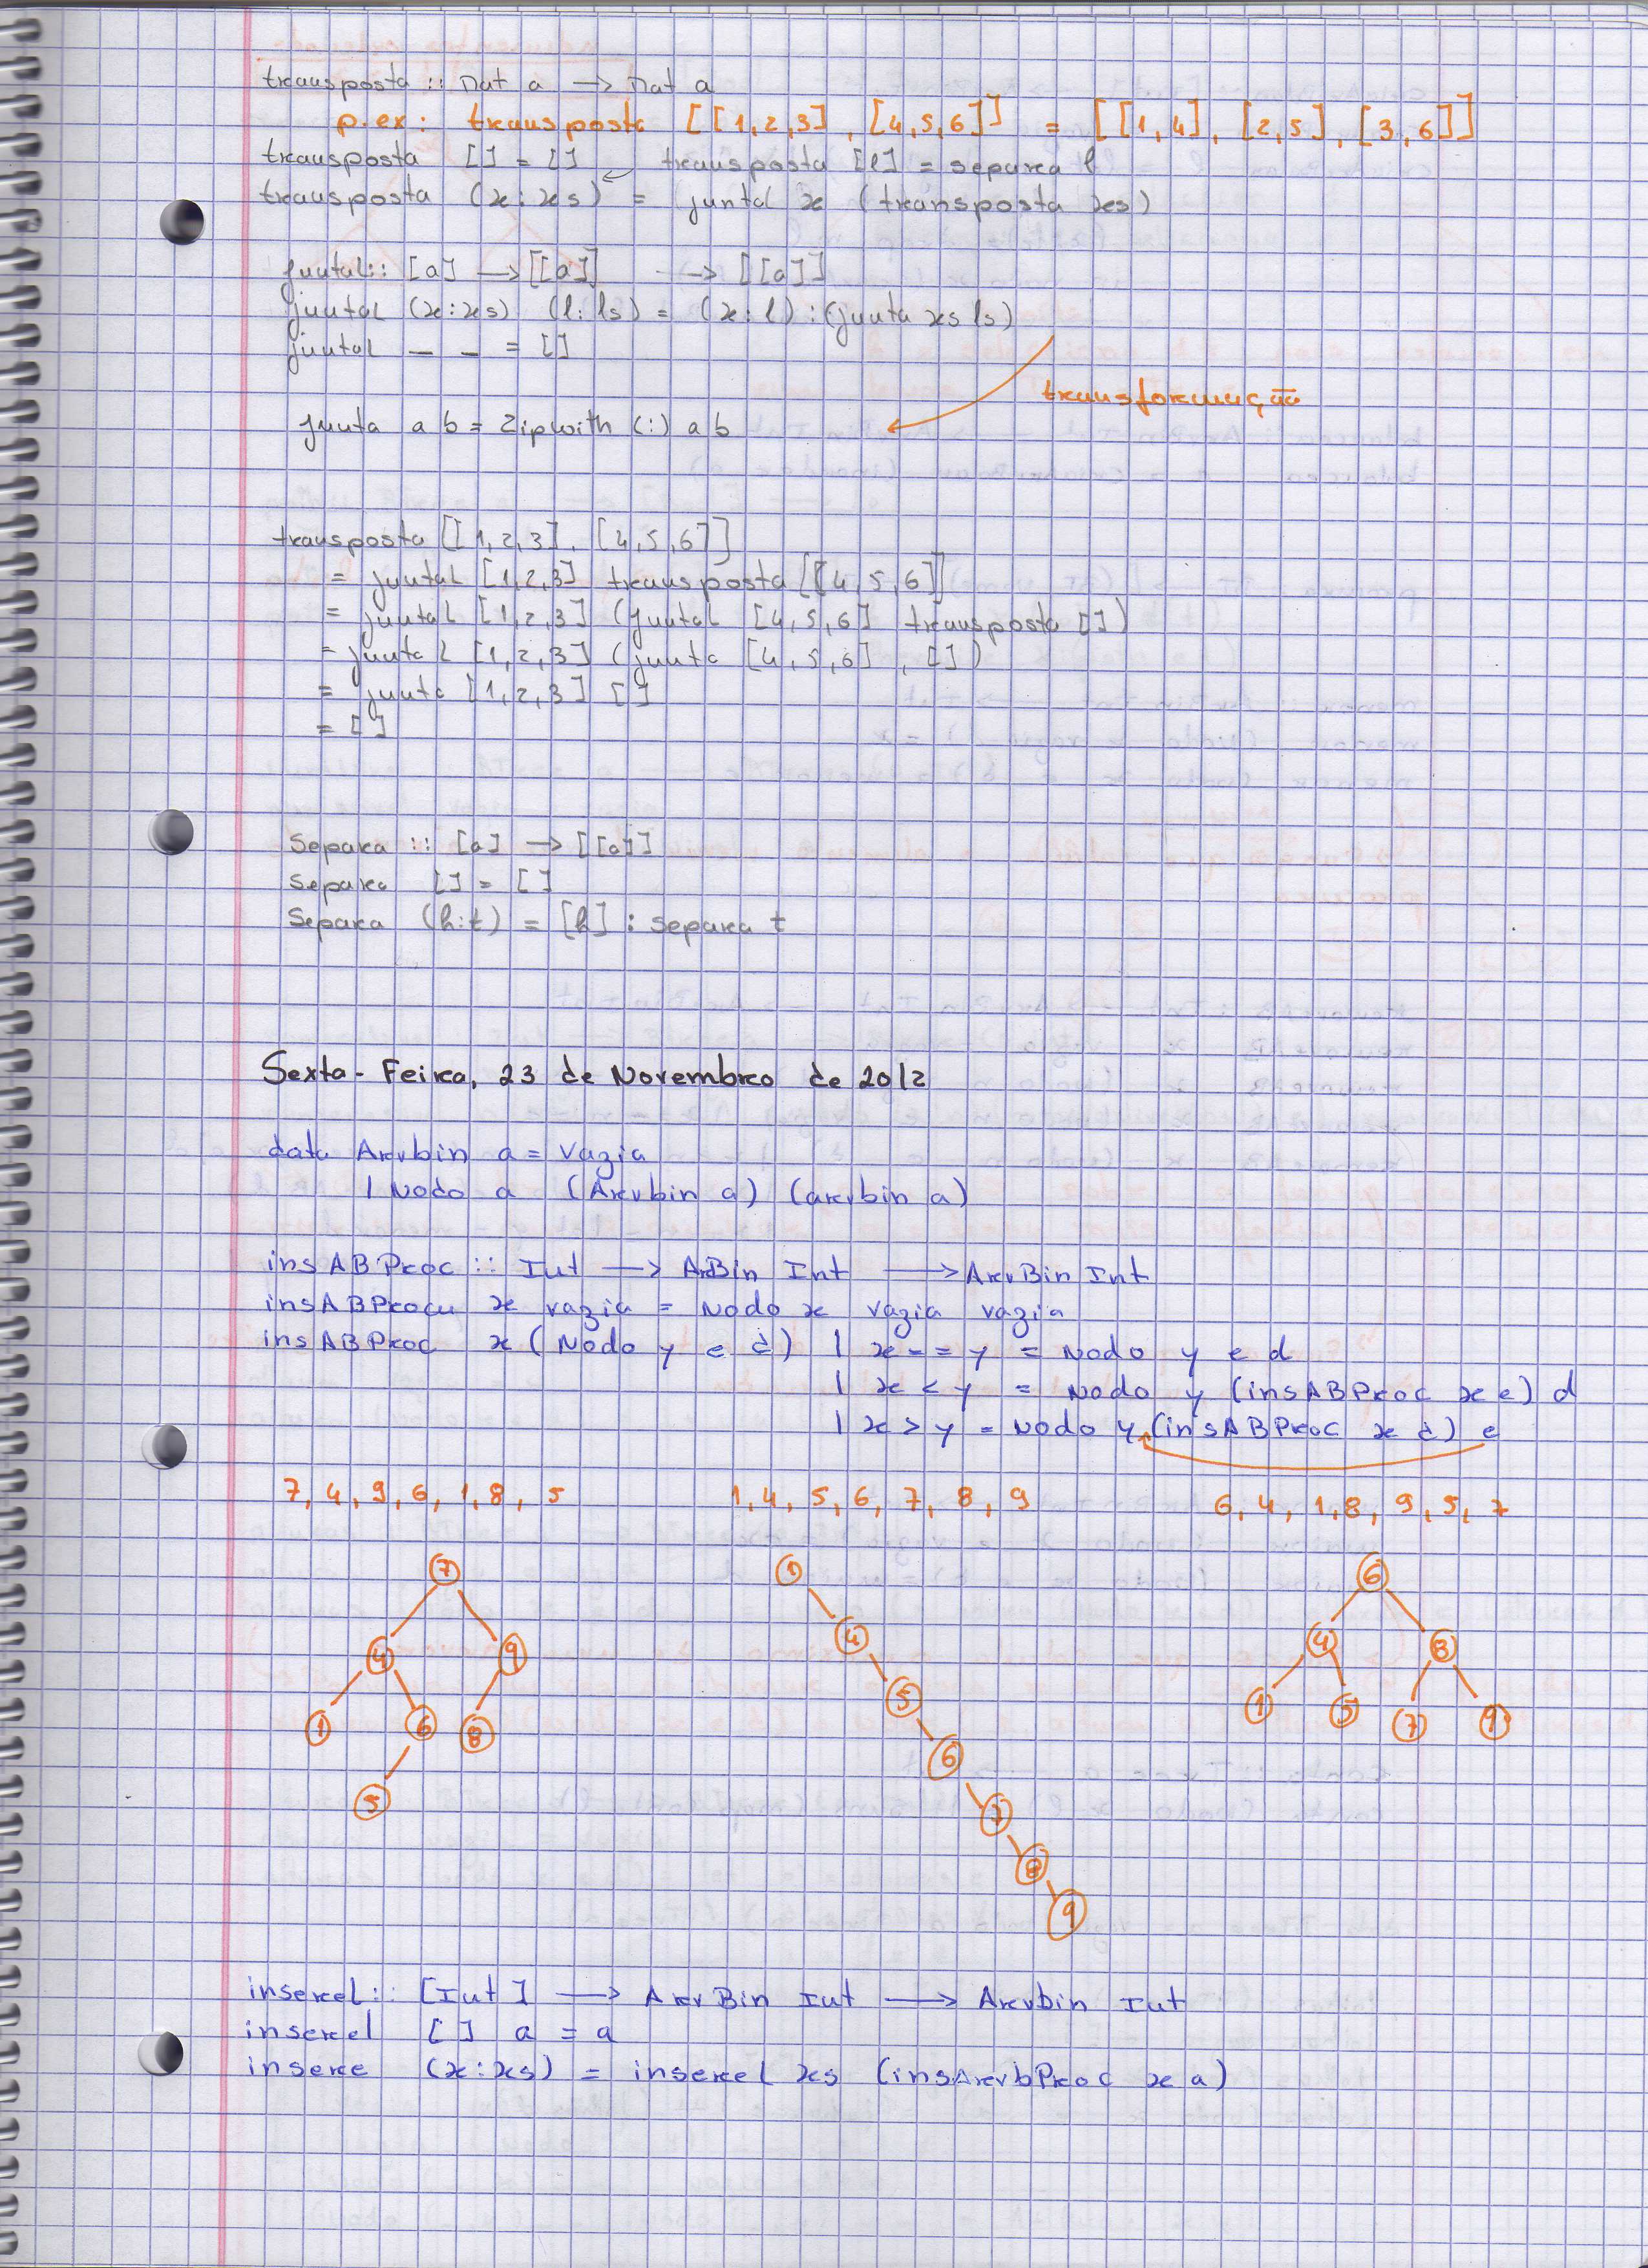 transposta :: Mat a → Mat a
p.ex: transposta [[1,2,3], [4,5,6]] = [[1,4], [2,5], [3,6]]
transposta [] = [] transposta [l] = separa l
transposta (x:xs) = juntal x (transposta xs)
juntal:: [a] → [[a]] → [[a]]
juntal (x:xs) (l:ls) = (x:l):(junta xs ls)
juntal _ _ = []
transformação
junta a b = Zipwith (:) a b
transposta [[1,2,3], [4,5,6]]
= juntal [1,2,3] transposta [[4,5,6]]
= juntal [1,2,3] (juntal [4,5,6] transposta [])
= juntal [1,2,3] (junta [4,5,6], [])
= junta [1,2,3] []
= []
Separa :: [a] → [[a]]
Separa [] = []
Separa (h:t) = [h] : separa t
Sexta-Feira, 23 de Novembro de 2012
data Arvbin a = Vazia
| Nodo a (Arvbin a) (arvbin a)
insABProc :: Int → ArBin Int → ArvBin Int
insABProcu x vazia = Nodo x vazia vazia
insABProc x (Nodo y e d) | x == y = Nodo y e d
| x < y = Nodo y (insABProc x e) d
| x > y = Nodo y (insABProc x d) e
7, 4, 9, 6, 1, 8, 5 1, 4, 5, 6, 7, 8, 9 6, 4, 1, 8, 9, 5, 7
7 1 6
4 9 4 4 8
1 6 8 5 1 5 7 9
5 6
7
8
9
inserel:: [Int] → ArvBin Int → Arvbin Int
inserel [] a = a
insere (x:xs) = inserel xs (insArvbProc x a)